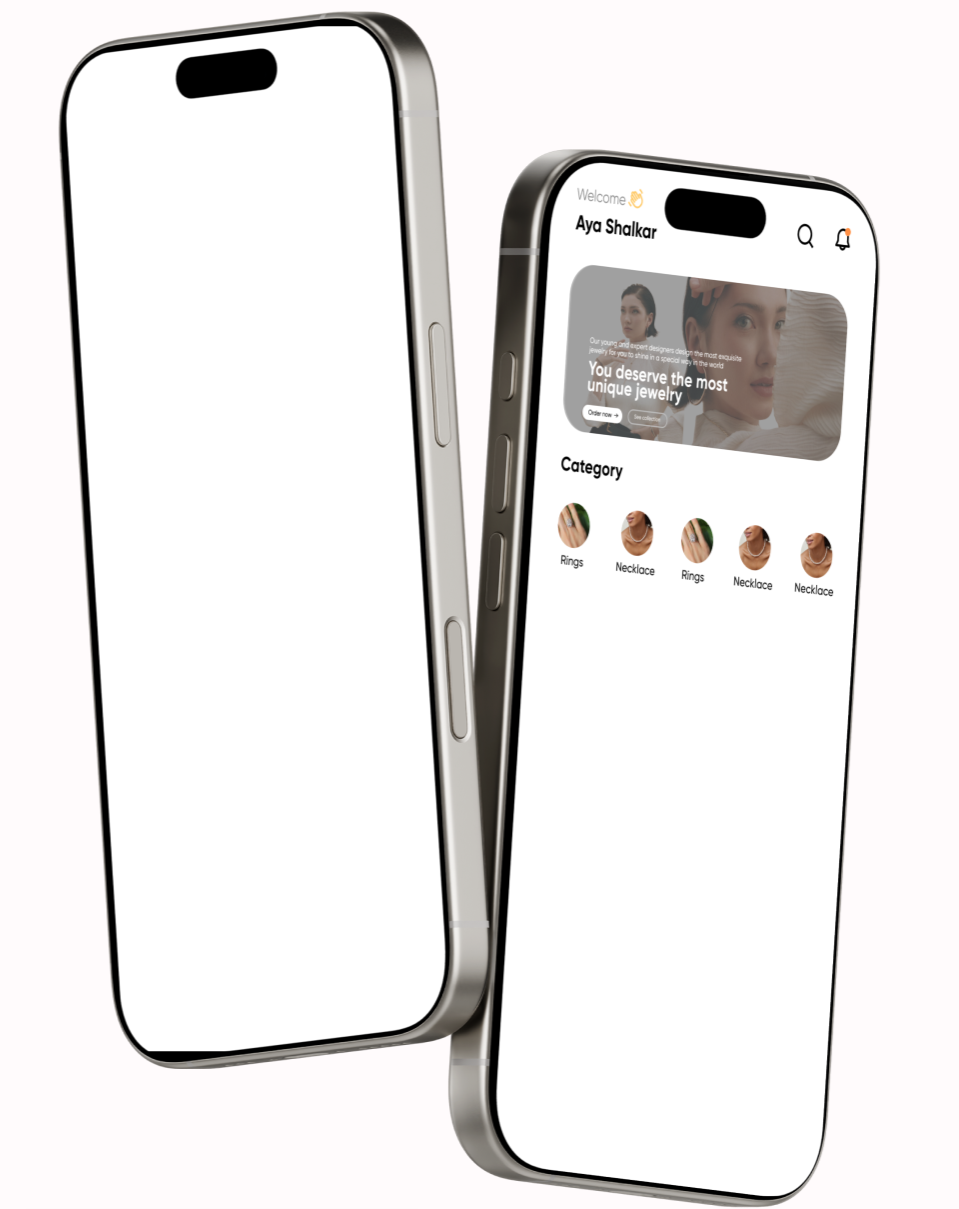 Welcome
Aya Shalkar
Our young and expert designers design the most exquisite
jewelry for you to shine in a special way in the world
You deserve the most
unique jewelry
Order now →
See collection
Category
Rings
Necklace
Rings
Necklace
Necklace